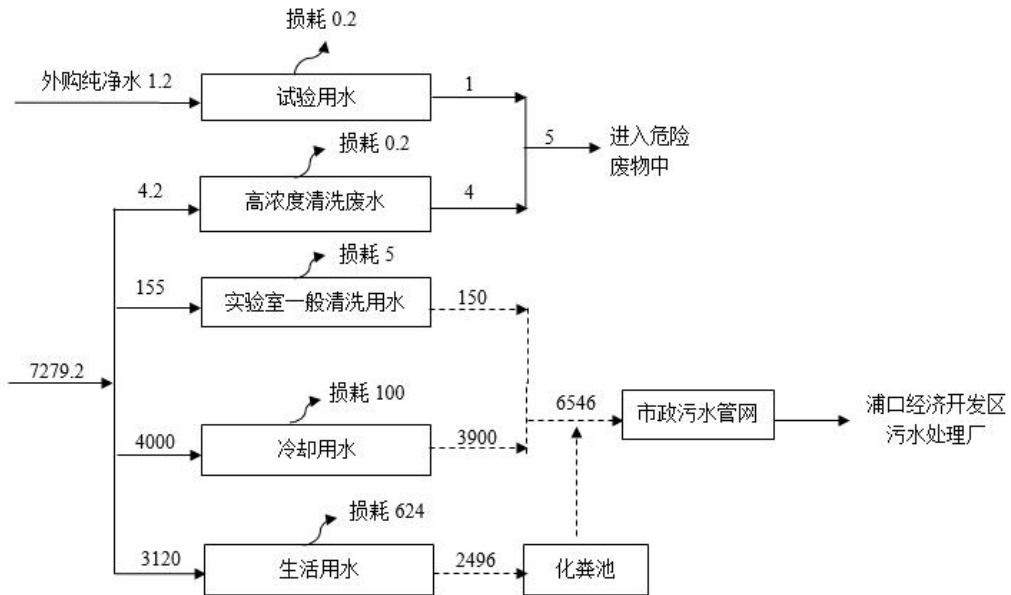 损耗 0.2
外购纯净水 1.2
试验用水
1
损耗 0.2
5
进入危险
废物中
4.2
高浓度清洗废水
4
损耗 5
155
实验室一般清洗用水
150
7279.2
损耗 100
6546
市政污水管网
浦口经济开发区
污水处理厂
4000
冷却用水
3900
损耗 624
3120
生活用水
2496
化粪池